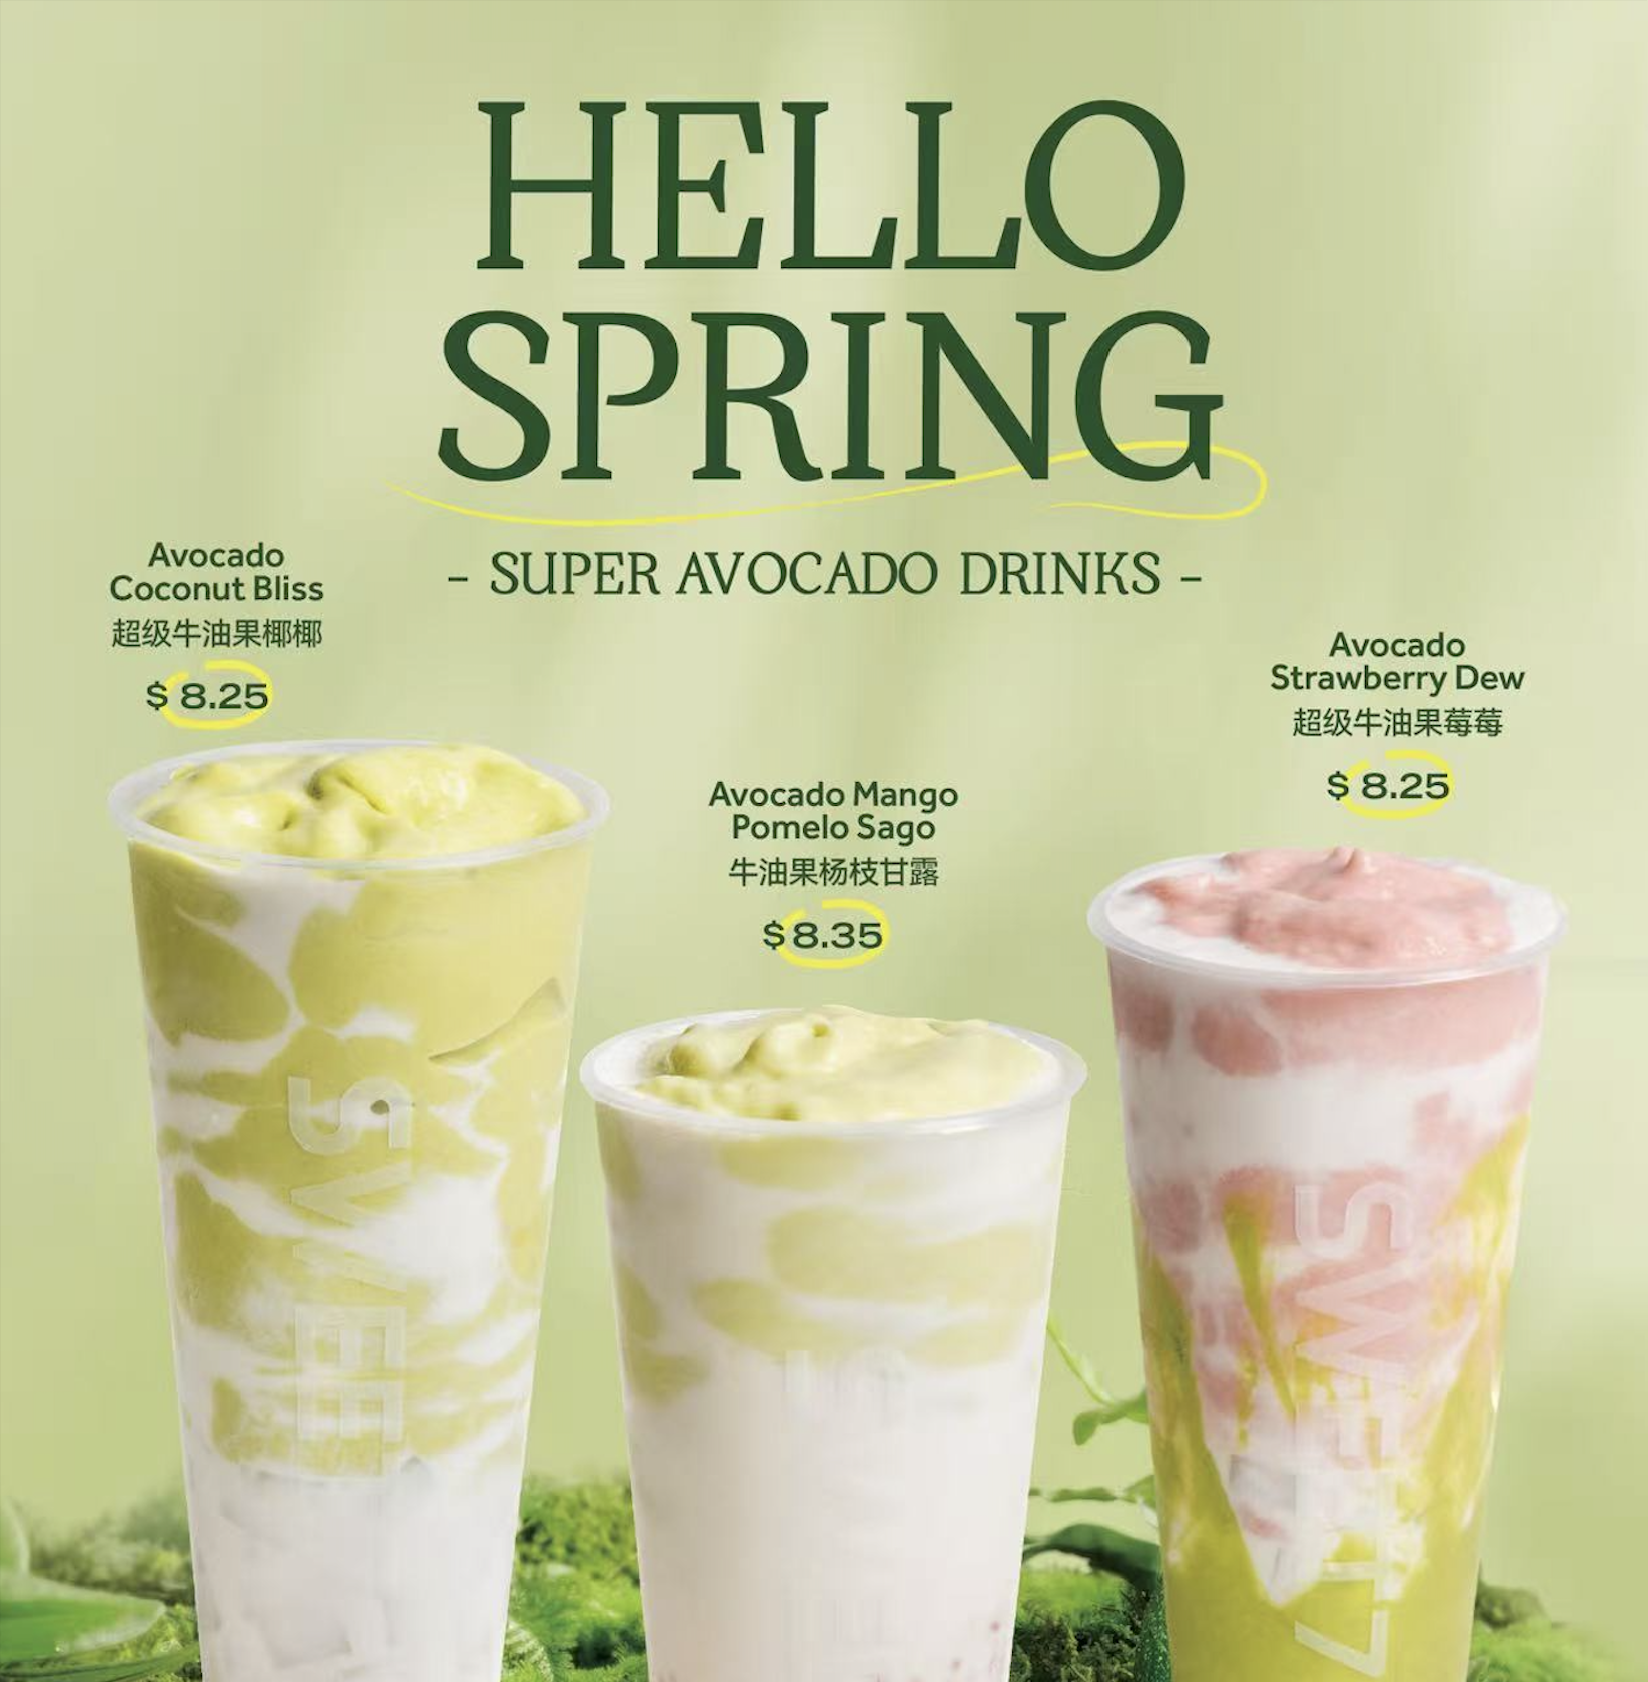 HELLO
SPRING
- SUPER AVOCADO DRINKS -
Avocado
Coconut Bliss
超级牛油果椰椰
$ 8.25
Avocado Mango
Pomelo Sago
牛油果杨枝甘露
$ 8.35
Avocado
Strawberry Dew
超级牛油果莓莓
$ 8.25
SWE
SWE7